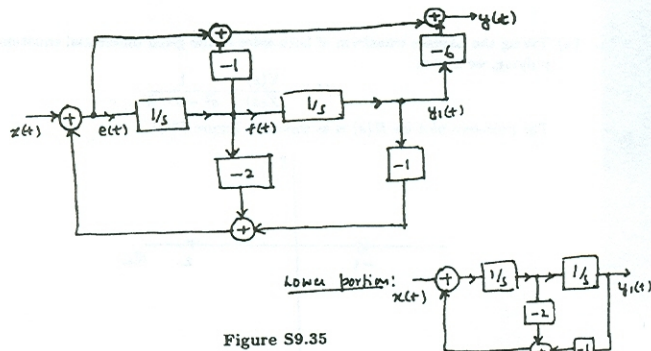 + + y(t)
-1 -6
x(t) + e(t) 1/s f(t) 1/s y₁(t)
-2 -1
+
Lower portion: x(t) + 1/s 1/s y₁(t)
-2
+ -1
Figure S9.35